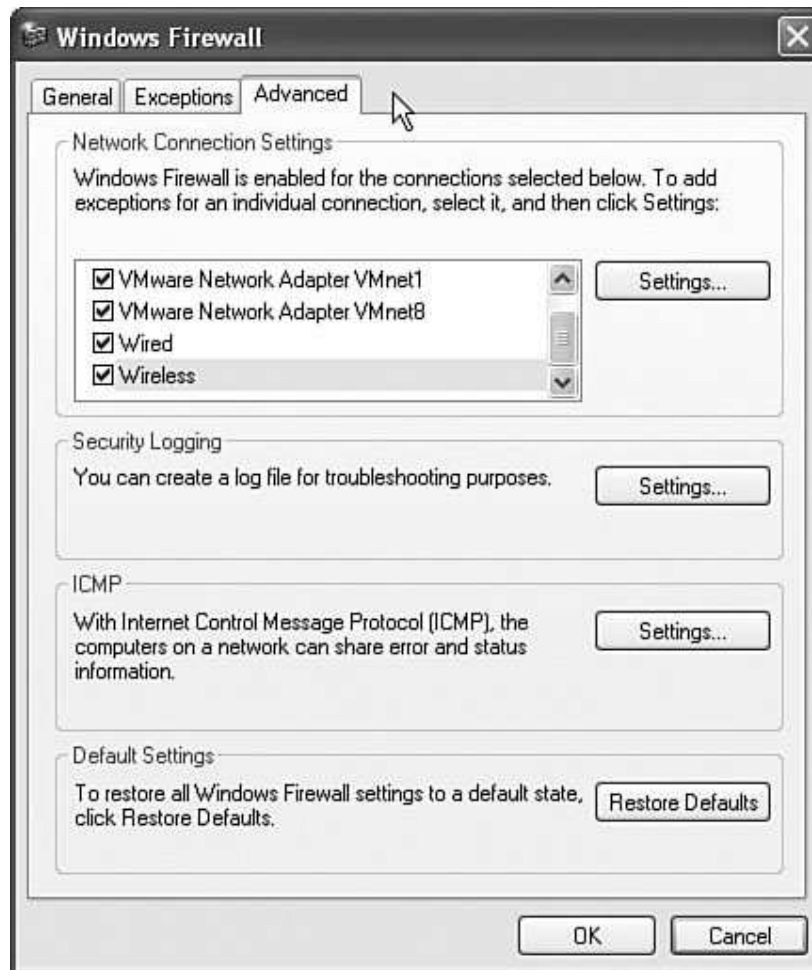 Windows Firewall
General
Exceptions
Advanced
Network Connection Settings
Windows Firewall is enabled for the connections selected below. To add
exceptions for an individual connection, select it, and then click Settings:
VMware Network Adapter VMnet1
VMware Network Adapter VMnet8
Wired
Wireless
Settings...
Security Logging
You can create a log file for troubleshooting purposes.
Settings...
ICMP
With Internet Control Message Protocol (ICMP), the
computers on a network can share error and status
information.
Settings...
Default Settings
To restore all Windows Firewall settings to a default state,
click Restore Defaults.
Restore Defaults
OK
Cancel